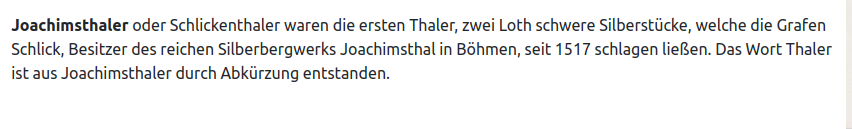 Joachimsthaler oder Schlickenthaler waren die ersten Thaler, zwei Loth schwere Silberstücke, welche die Grafen
Schlick, Besitzer des reichen Silberbergwerks Joachimsthal in Böhmen, seit 1517 schlagen ließen. Das Wort Thaler
ist aus Joachimsthaler durch Abkürzung entstanden.